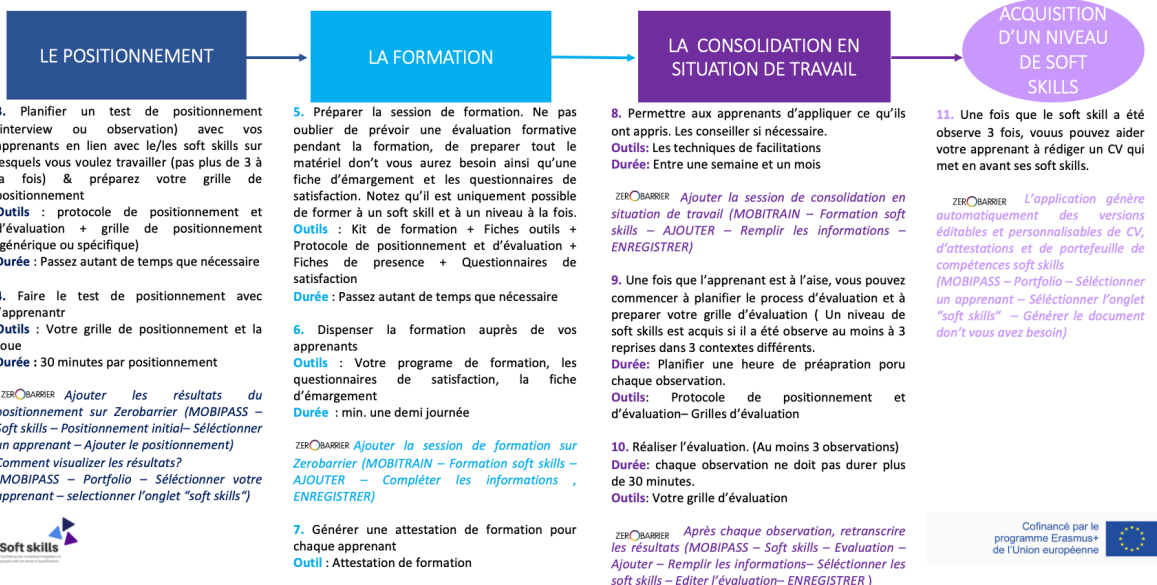 LE POSITIONNEMENT
. Planifier un test de positionnement
interview ou observation) avec vos
apprenants en lien avec le/les soft skills sur
esquels vous voulez travailler (pas plus de 3 à
a fois) & préparez votre grille de
positionnement
Outils : protocole de positionnement et
d'évaluation + grille de positionnement
générique ou spécifique)
Durée : Passez autant de temps que nécessaire
. Faire le test de positionnement avec
'apprenantr
Outils : Votre grille de positionnement et la
oue
Durée : 30 minutes par positionnement
ZEROBARRIER Ajouter les résultats du
positionnement sur Zerobarrier (MOBIPASS –
Soft skills – Positionnement initial– Séléctionner
un apprenant – Ajouter le positionnement)
Comment visualizer les résultats?
MOBIPASS – Portfolio – Séléctionner votre
apprenant – selectionner l'onglet "soft skills")
Soft skills
LA FORMATION
5. Préparer la session de formation. Ne pas
oublier de prévoir une évaluation formative
pendant la formation, de preparer tout le
matériel don't vous aurez besoin ainsi qu'une
fiche d'émargement et les questionnaires de
satisfaction. Notez qu'il est uniquement possible
de former à un soft skill et à un niveau à la fois.
Outils : Kit de formation + Fiches outils +
Protocole de positionnement et évaluation +
Fiches de presence + Questionnaires de
satisfaction
Durée : Passez autant de temps que nécessaire
6. Dispenser la formation auprès de vos
apprenants
Outils : Votre programe de formation, les
questionnaires de satisfaction, la fiche
d'émargement
Durée : min. une demi journée
ZEROBARRIER Ajouter la session de formation sur
Zerobarrier (MOBITRAIN – Formation soft skills –
AJOUTER – Compléter les informations ,
ENREGISTRER)
7. Générer une attestation de formation pour
chaque apprenant
Outil : Attestation de formation
LA CONSOLIDATION EN
SITUATION DE TRAVAIL
8. Permettre aux apprenants d'appliquer ce qu'ils
ont appris. Les conseiller si nécessaire.
Outils: Les techniques de facilitations
Durée: Entre une semaine et un mois
ZEROBARRIER Ajouter la session de consolidation en
situation de travail (MOBITRAIN – Formation soft
skills – AJOUTER – Remplir les informations –
ENREGISTRER)
9. Une fois que l'apprenant est à l'aise, vous pouvez
commencer à planifier le process d'évaluation et à
preparer votre grille d'évaluation ( Un niveau de
soft skills est acquis si il a été observe au moins à 3
reprises dans 3 contextes différents.
Durée: Planifier une heure de préapration poru
chaque observation.
Outils: Protocole de positionnement et
d'évaluation– Grilles d'évaluation
10. Réaliser l'évaluation. (Au moins 3 observations)
Durée: chaque observation ne doit pas durer plus
de 30 minutes.
Outils: Votre grille d'évaluation
ZEROBARRIER Après chaque observation, retranscrire
les résultats (MOBIPASS – Soft skills – Evaluation –
Ajouter – Remplir les informations– Séléctionner les
soft skills – Editer l'évaluation– ENREGISTRER )
ACQUISITION
D'UN NIVEAU
DE SOFT
SKILLS
11. Une fois que le soft skill a été
observe 3 fois, vouus pouvez aider
votre apprenant à rédiger un CV qui
met en avant ses soft skills.
ZEROBARRIER L'application génère
automatiquement des versions
éditables et personnalisables de CV,
d'attestations et de portefeuille de
compétences soft skills
(MOBIPASS – Portfolio – Séléctionner
un apprenant – Séléctionner l'onglet
"soft skills" – Générer le document
don't vous avez besoin)
Cofinancé par le
programme Erasmus+
de l'Union européenne